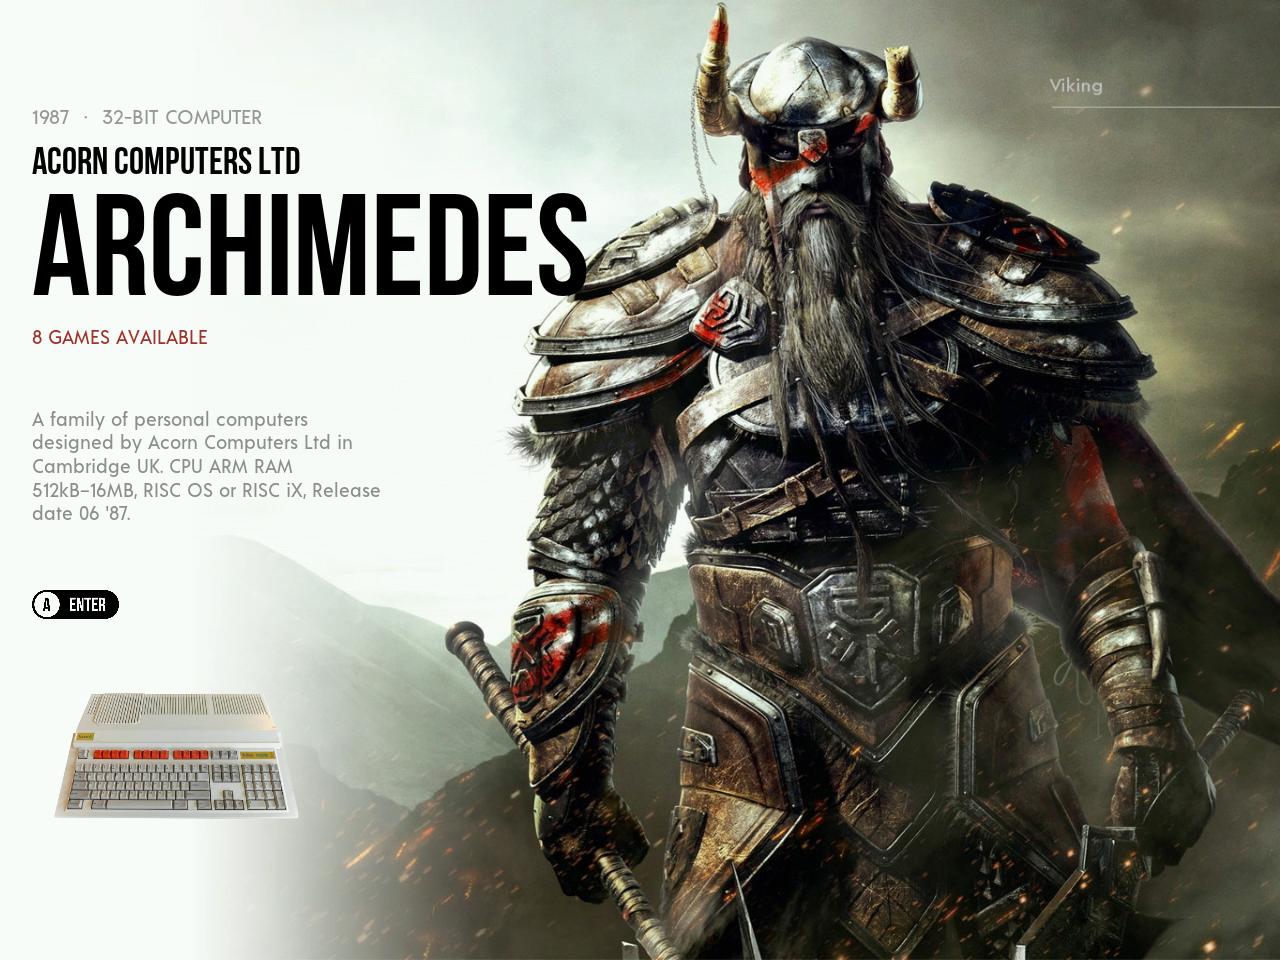 Viking
1987 · 32-BIT COMPUTER
ACORN COMPUTERS LTD
ARCHIMEDES
8 GAMES AVAILABLE
A family of personal computers
designed by Acorn Computers Ltd in
Cambridge UK. CPU ARM RAM
512kB–16MB, RISC OS or RISC iX, Release
date 06 '87.
A ENTER